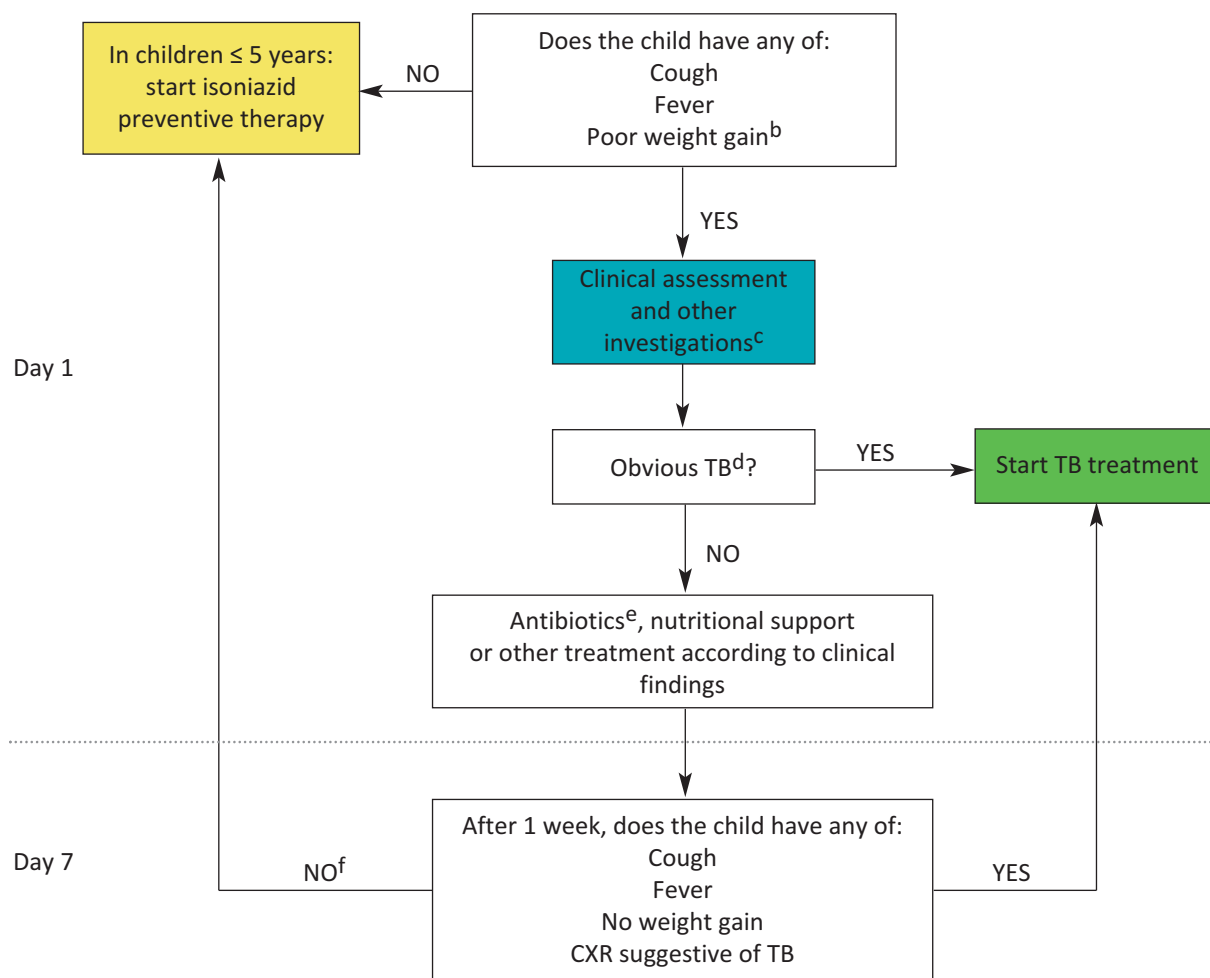 In children ≤ 5 years:
start isoniazid
preventive therapy
NO
Does the child have any of:
Cough
Fever
Poor weight gainᵇ
YES
Clinical assessment
and other
investigationsᶜ
Day 1
Obvious TBᵈ?
YES
Start TB treatment
NO
Antibioticsᵉ, nutritional support
or other treatment according to clinical
findings
Day 7
NOᶠ
After 1 week, does the child have any of:
Cough
Fever
No weight gain
CXR suggestive of TB
YES